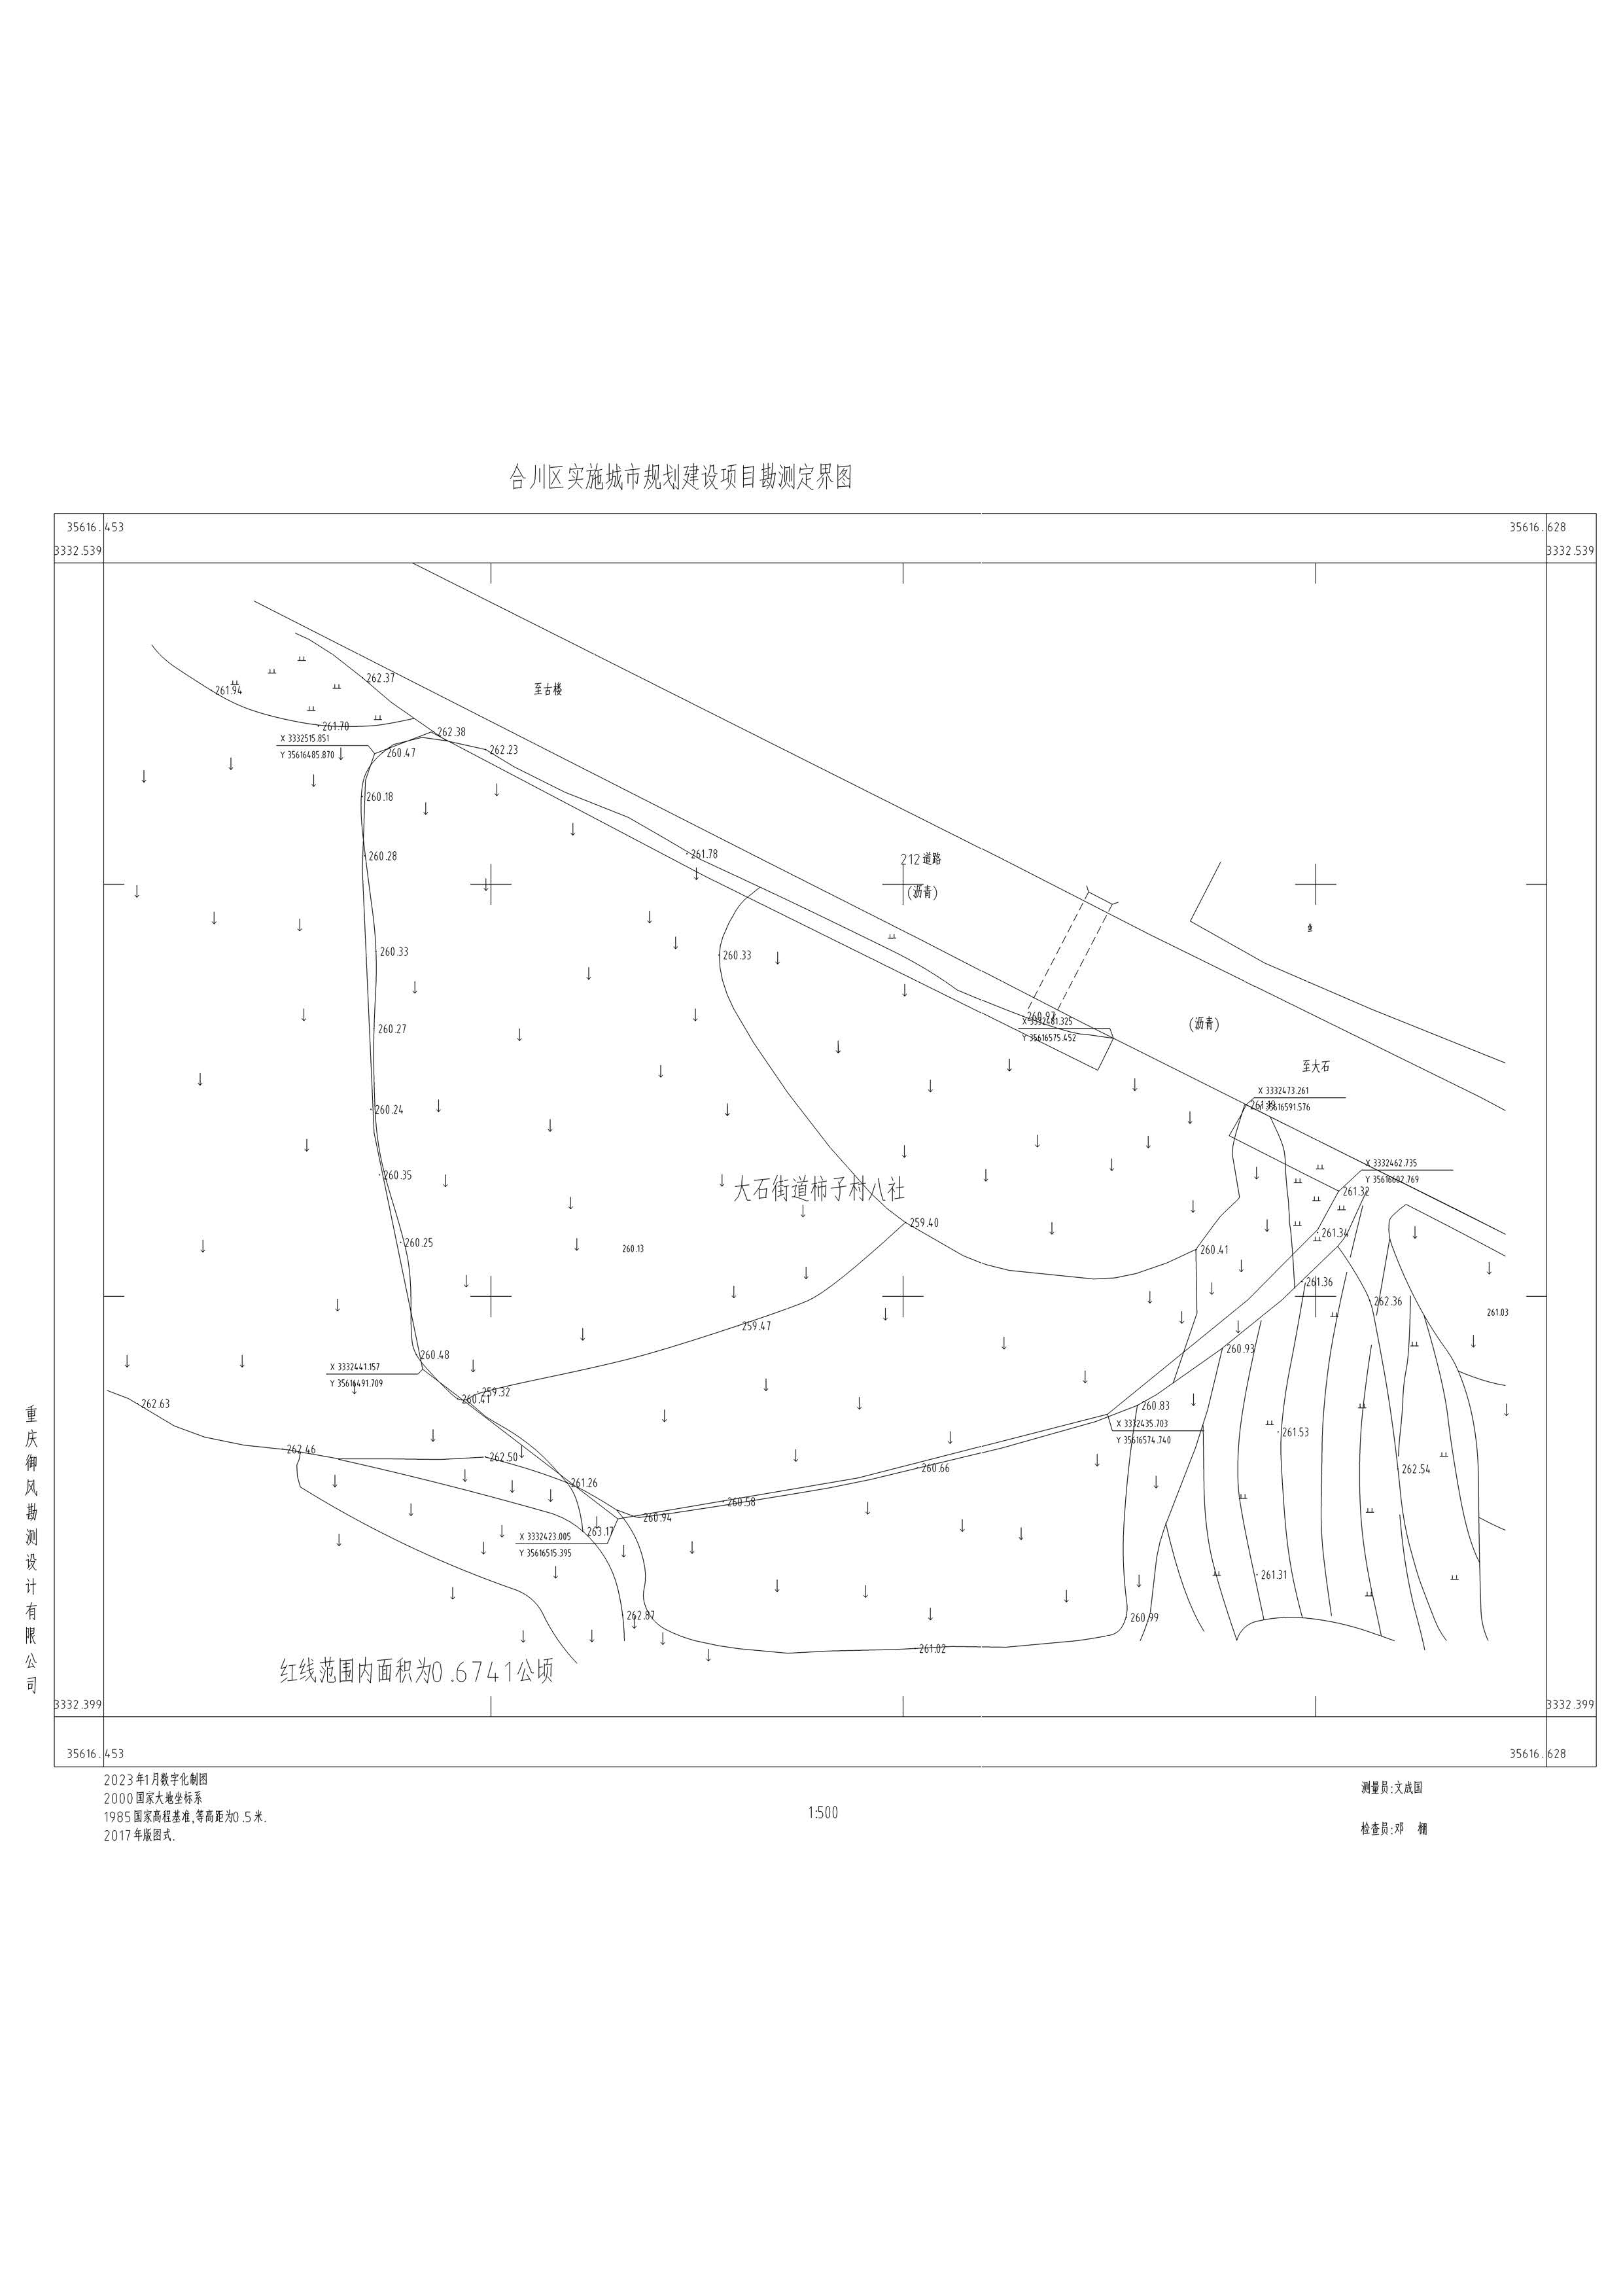 合川区实施城市规划建设项目勘测定界图
35616.453
35616.628
3332.539
3332.539
262.37
261.94
至古楼
261.70
262.38
X 3332515.851
Y 35616485.870
260.47
262.23
260.18
260.28
261.78
212道路
(沥青)
260.33
260.33
260.27
260.97
X 3332481.325
Y 35616575.452
(沥青)
至大石
X 3332473.261
Y 35616591.576
261.19
260.24
260.35
X 3332462.735
Y 35616602.769
大石街道柿子村八社
261.32
259.40
261.34
260.25
260.13
260.41
261.36
262.36
261.03
259.47
260.93
260.48
X 3332441.157
Y 35616491.709
259.32
260.41
262.63
260.83
X 3332435.703
Y 35616574.740
261.53
262.46
262.50
260.66
262.54
261.26
260.58
260.94
263.17
X 3332423.005
Y 35616515.395
261.31
262.87
260.99
261.02
红线范围内面积为0.6741公顷
重庆御风勘测设计有限公司
3332.399
3332.399
35616.453
35616.628
2023年1月数字化制图
2000国家大地坐标系
1985国家高程基准,等高距为0.5米.
2017年版图式.
1:500
测量员:文成国
检查员:邓 棚